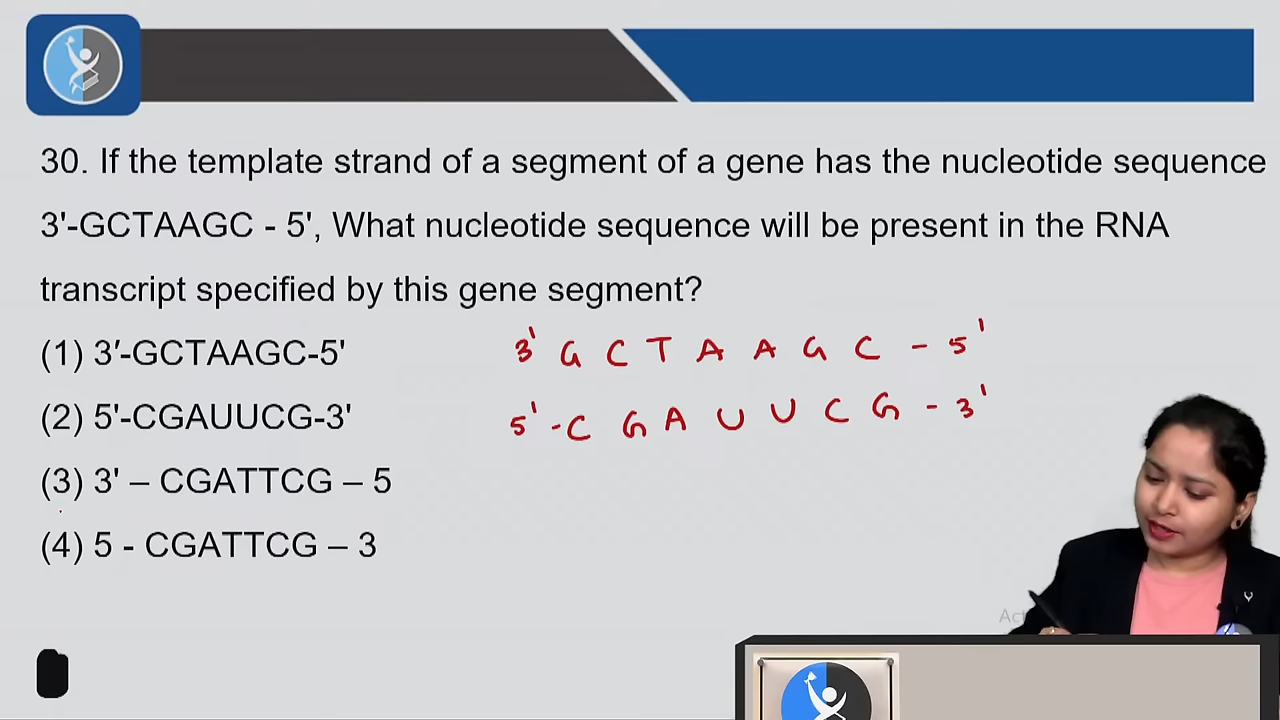 30. If the template strand of a segment of a gene has the nucleotide sequence
3'-GCTAAGC - 5', What nucleotide sequence will be present in the RNA
transcript specified by this gene segment?
(1) 3′-GCTAAGC-5'
3' G C T A A G C - 5'
(2) 5'-CGAUUCG-3'
5' - C G A U U C G - 3'
(3) 3' – CGATTCG – 5
(4) 5 - CGATTCG – 3